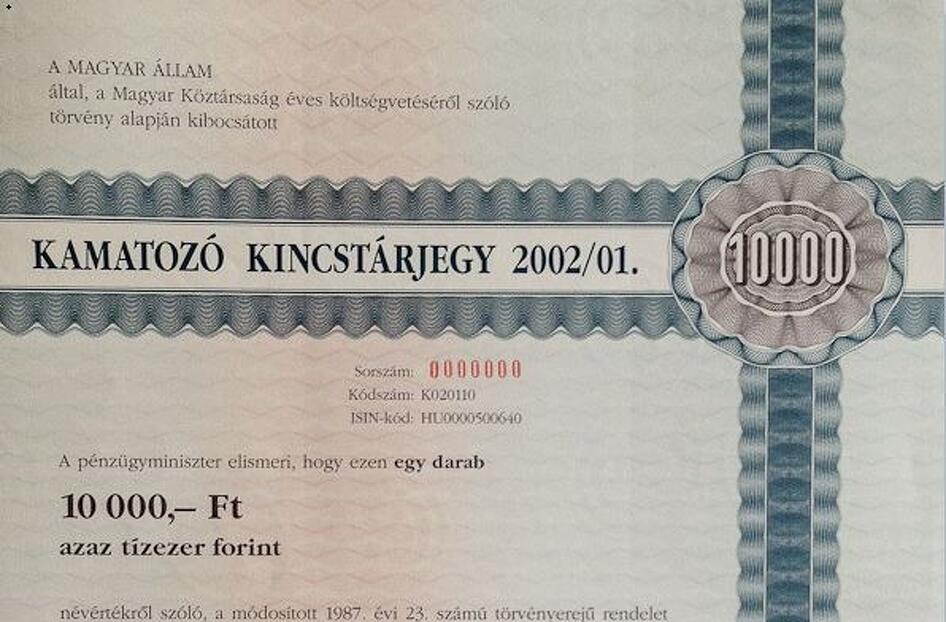 A MAGYAR ÁLLAM
által, a Magyar Köztársaság éves költségvetéséről szóló
törvény alapján kibocsátott
KAMATOZÓ KINCSTÁRJEGY 2002/01.
10000
Sorszám: 0000000
Kódszám: K020110
ISIN-kód: HU0000500640
A pénzügyminiszter elismeri, hogy ezen egy darab
10 000,– Ft
azaz tízezer forint
névértékről szóló, a módosított 1987. évi 23. számú törvényerejű rendelet